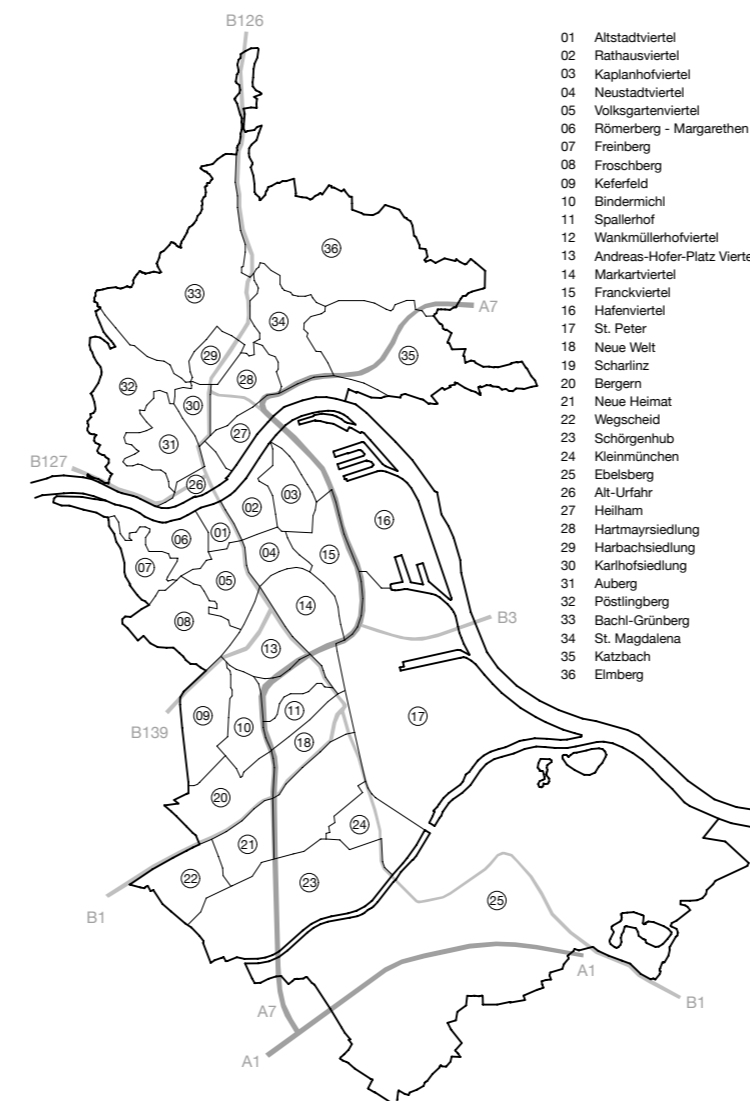 B126
01 Altstadtviertel
02 Rathausviertel
03 Kaplanhofviertel
04 Neustadtviertel
05 Volksgartenviertel
06 Römerberg - Margarethen
07 Freinberg
08 Froschberg
09 Keferfeld
10 Bindermichl
11 Spallerhof
12 Wankmüllerhofviertel
13 Andreas-Hofer-Platz Vierte
14 Markartviertel
15 Franckviertel
16 Hafenviertel
17 St. Peter
18 Neue Welt
19 Scharlinz
20 Bergern
21 Neue Heimat
22 Wegscheid
23 Schörgenhub
24 Kleinmünchen
25 Ebelsberg
26 Alt-Urfahr
27 Heilham
28 Hartmayrsiedlung
29 Harbachsiedlung
30 Karlhofsiedlung
31 Auberg
32 Pöstlingberg
33 Bachl-Grünberg
34 St. Magdalena
35 Katzbach
36 Elmberg
36
33
A7
34
29
35
28
32
30
27
31
B127
26
03
02
16
01
06
04
15
07
05
14
B3
08
13
11
09
17
10
B139
18
20
24
21
22
23
25
B1
A1
B1
A7
A1